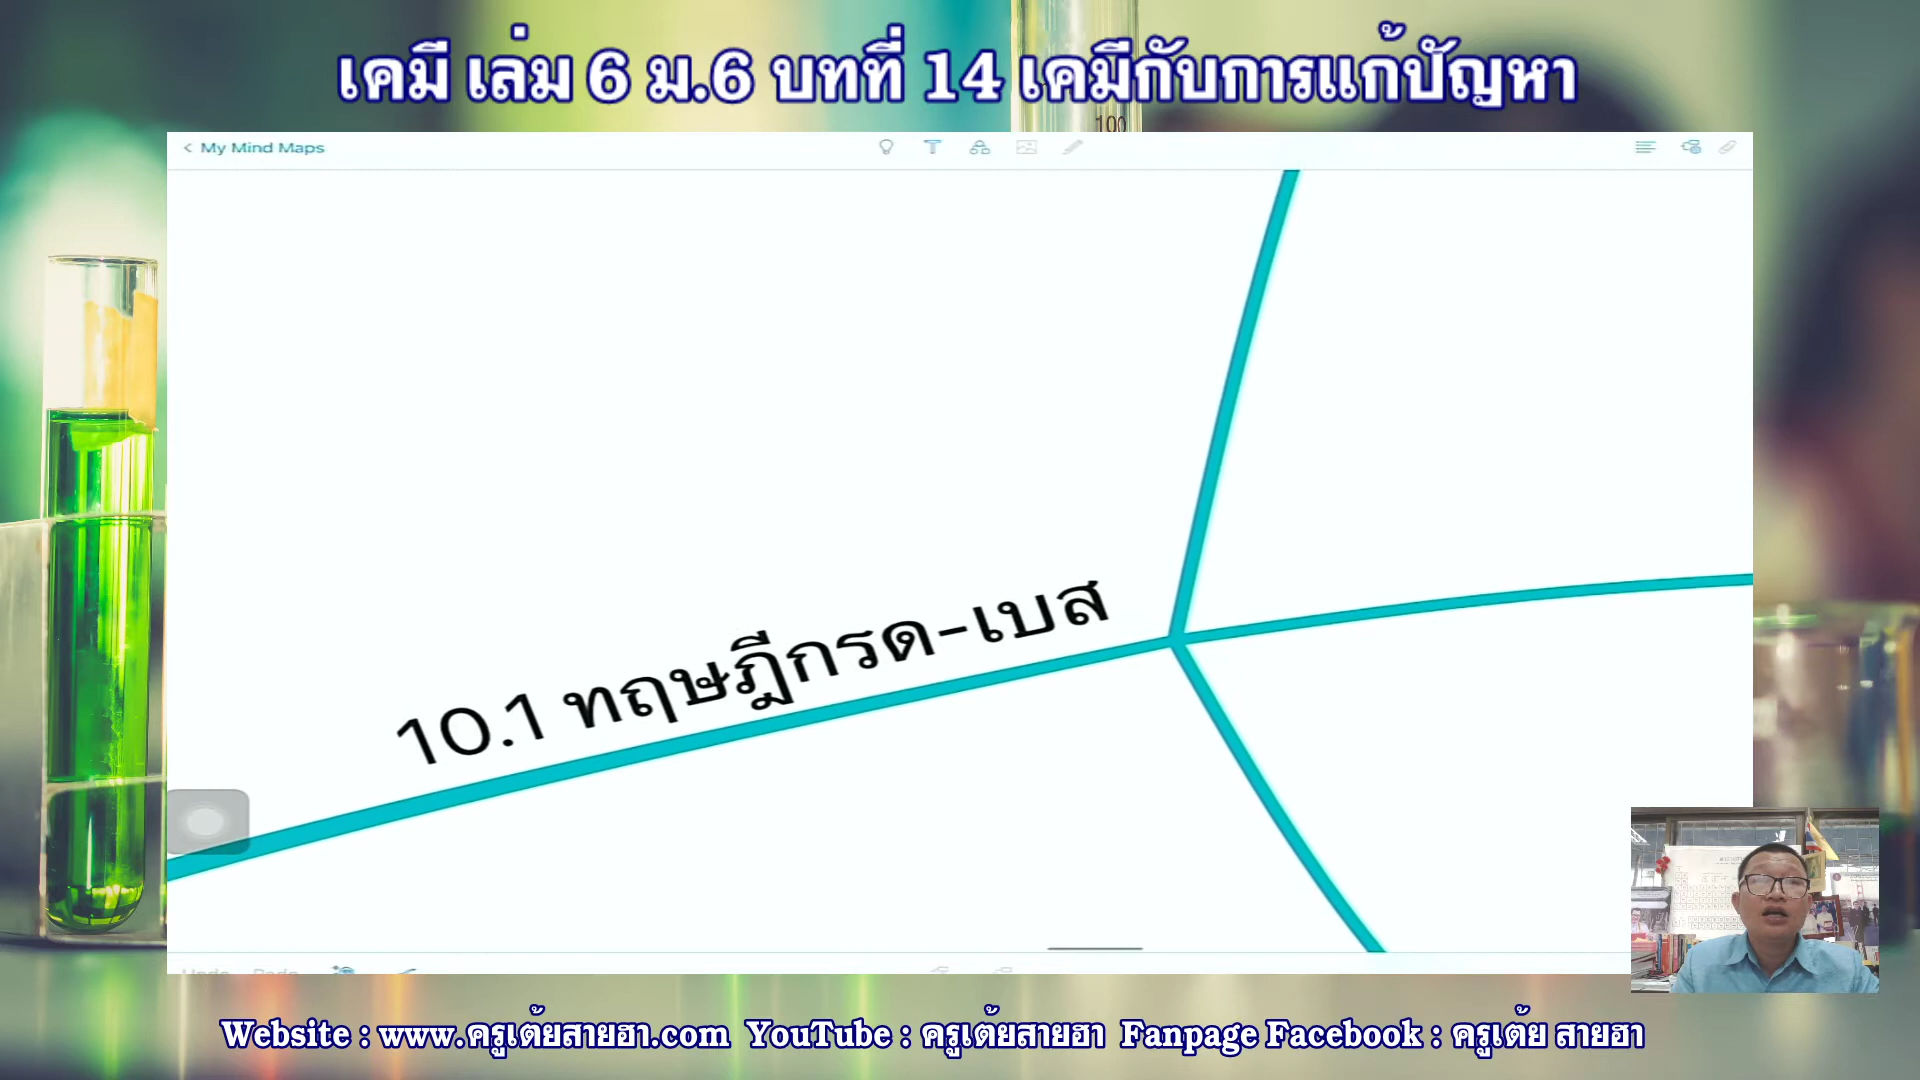 เคมี เล่ม 6 ม.6 บทที่ 14 เคมีกับการแก้ปัญหา
100
< My Mind Maps
10.1 ทฤษฎีกรด-เบส
Website : www.ครูเต้ยสายฮา.com YouTube : ครูเต้ยสายฮา Fanpage Facebook : ครูเต้ย สายฮา